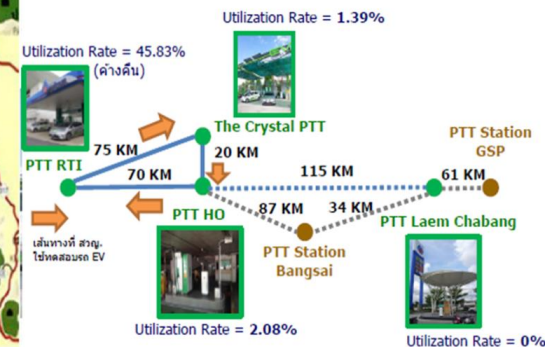 Utilization Rate = 1.39%
Utilization Rate = 45.83%
(ค้างคืน)
The Crystal PTT
PTT Station
GSP
75 KM
20 KM
115 KM
61 KM
PTT RTI
70 KM
PTT HO
87 KM
34 KM
PTT Laem Chabang
เส้นทางที่ สวญ.
ใช้ทดสอบรถ EV
PTT Station
Bangsai
Utilization Rate = 2.08%
Utilization Rate = 0%